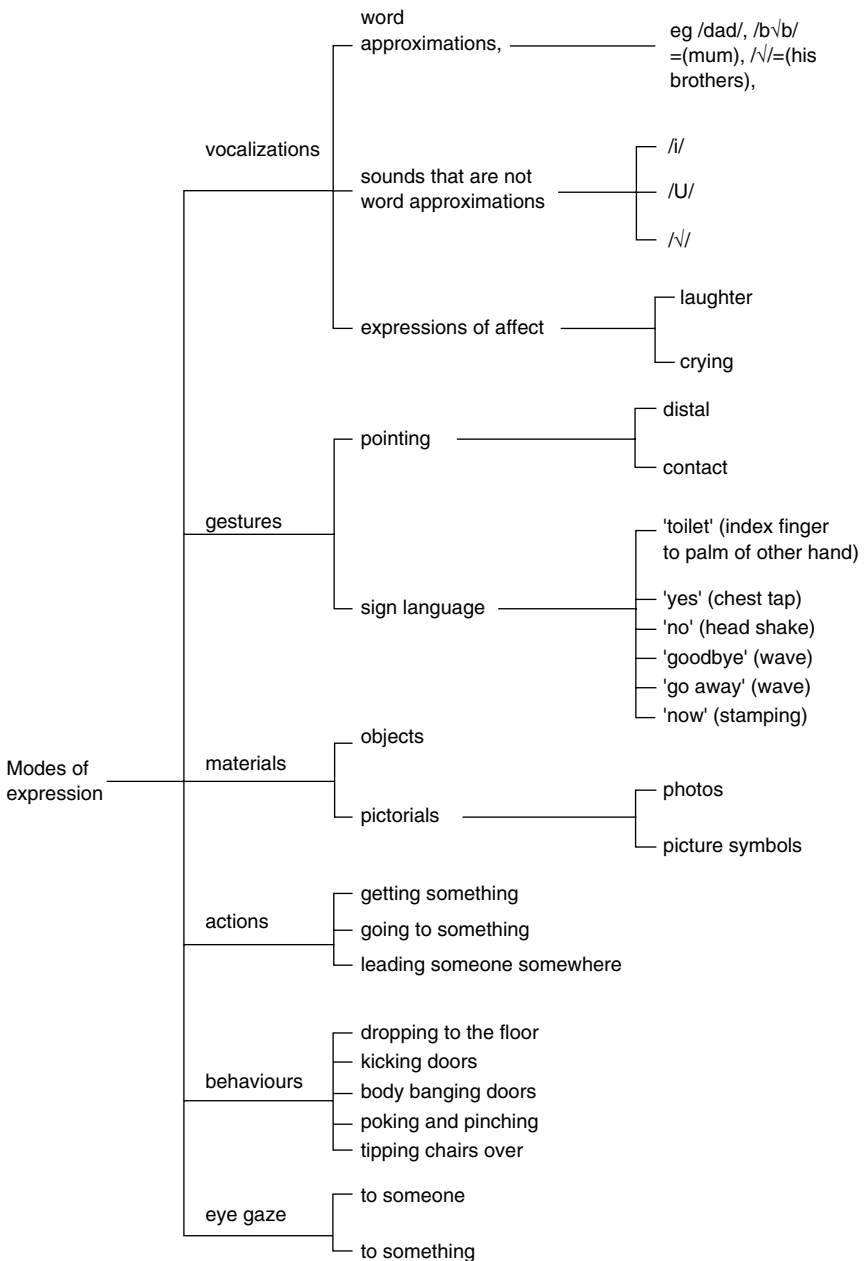 Modes of
expression
vocalizations
word
approximations,
eg /dad/, /b√b/
=(mum), /√/=(his
brothers),
sounds that are not
word approximations
/i/
/U/
/√/
expressions of affect
laughter
crying
gestures
pointing
distal
contact
sign language
'toilet' (index finger
to palm of other hand)
'yes' (chest tap)
'no' (head shake)
'goodbye' (wave)
'go away' (wave)
'now' (stamping)
materials
objects
pictorials
photos
picture symbols
actions
getting something
going to something
leading someone somewhere
behaviours
dropping to the floor
kicking doors
body banging doors
poking and pinching
tipping chairs over
eye gaze
to someone
to something